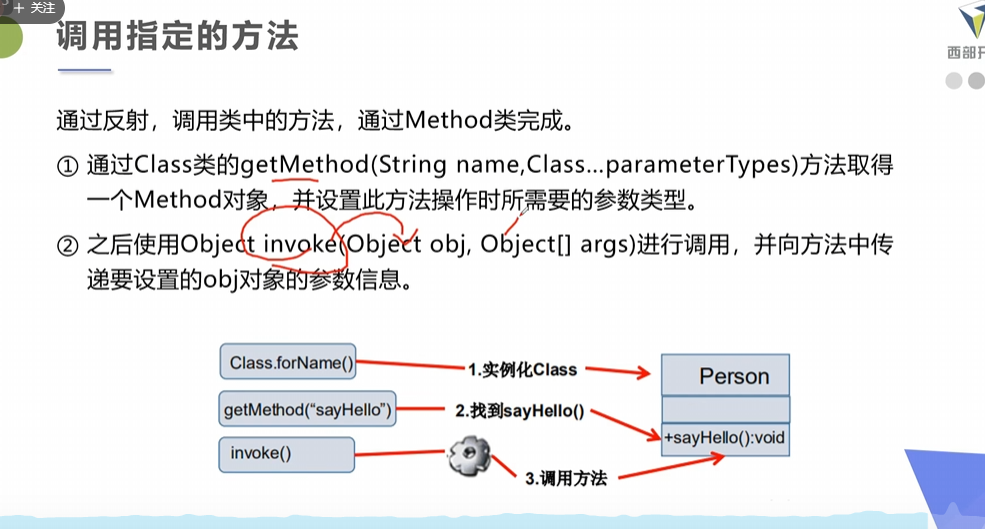 + 关注
调用指定的方法
西部开
通过反射，调用类中的方法，通过Method类完成。
① 通过Class类的getMethod(String name,Class…parameterTypes)方法取得
一个Method对象，并设置此方法操作时所需要的参数类型。
② 之后使用Object invoke(Object obj, Object[] args)进行调用，并向方法中传
递要设置的obj对象的参数信息。
Class.forName()
1.实例化Class
Person
getMethod(“sayHello”)
2.找到sayHello()
+sayHello():void
invoke()
3.调用方法